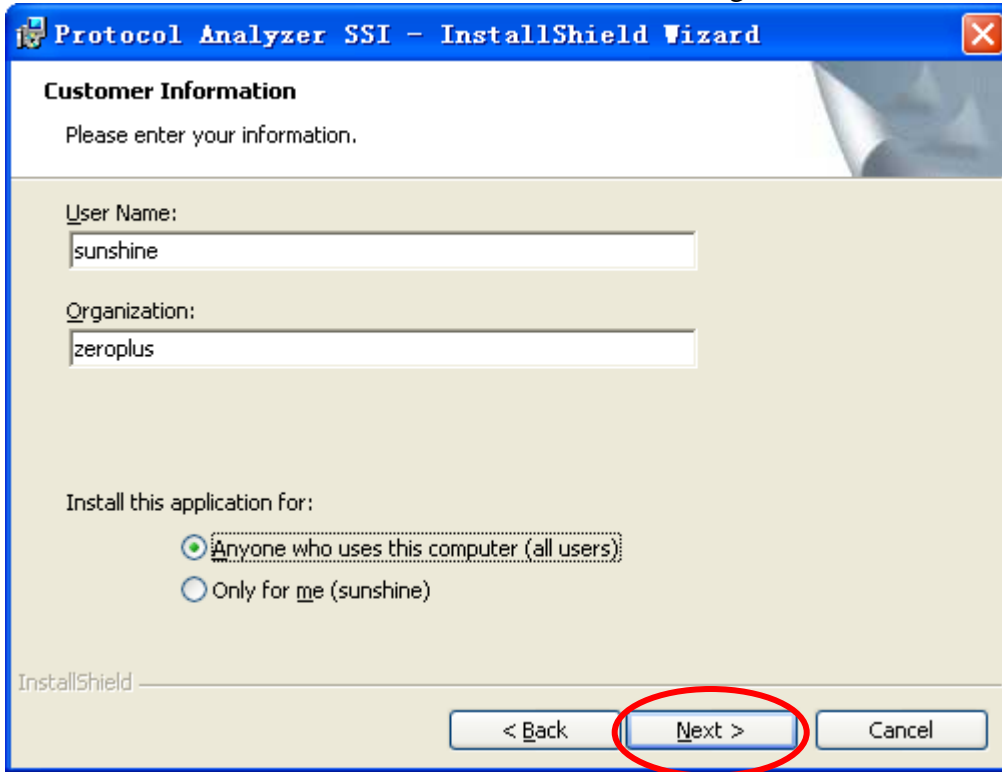 Protocol Analyzer SSI - InstallShield Wizard
Customer Information
Please enter your information.
User Name:
sunshine
Organization:
zeroplus
Install this application for:
Anyone who uses this computer (all users)
Only for me (sunshine)
InstallShield
< Back Next > Cancel